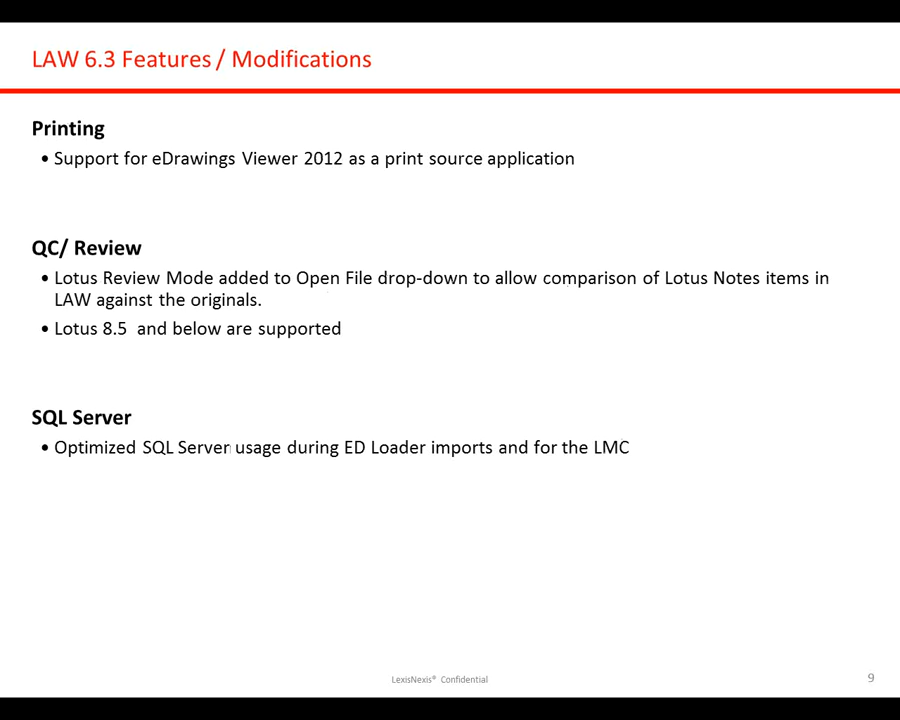 LAW 6.3 Features / Modifications
Printing
• Support for eDrawings Viewer 2012 as a print source application
QC/ Review
• Lotus Review Mode added to Open File drop-down to allow comparison of Lotus Notes items in
LAW against the originals.
• Lotus 8.5  and below are supported
SQL Server
• Optimized SQL Server usage during ED Loader imports and for the LMC
LexisNexis® Confidential
9